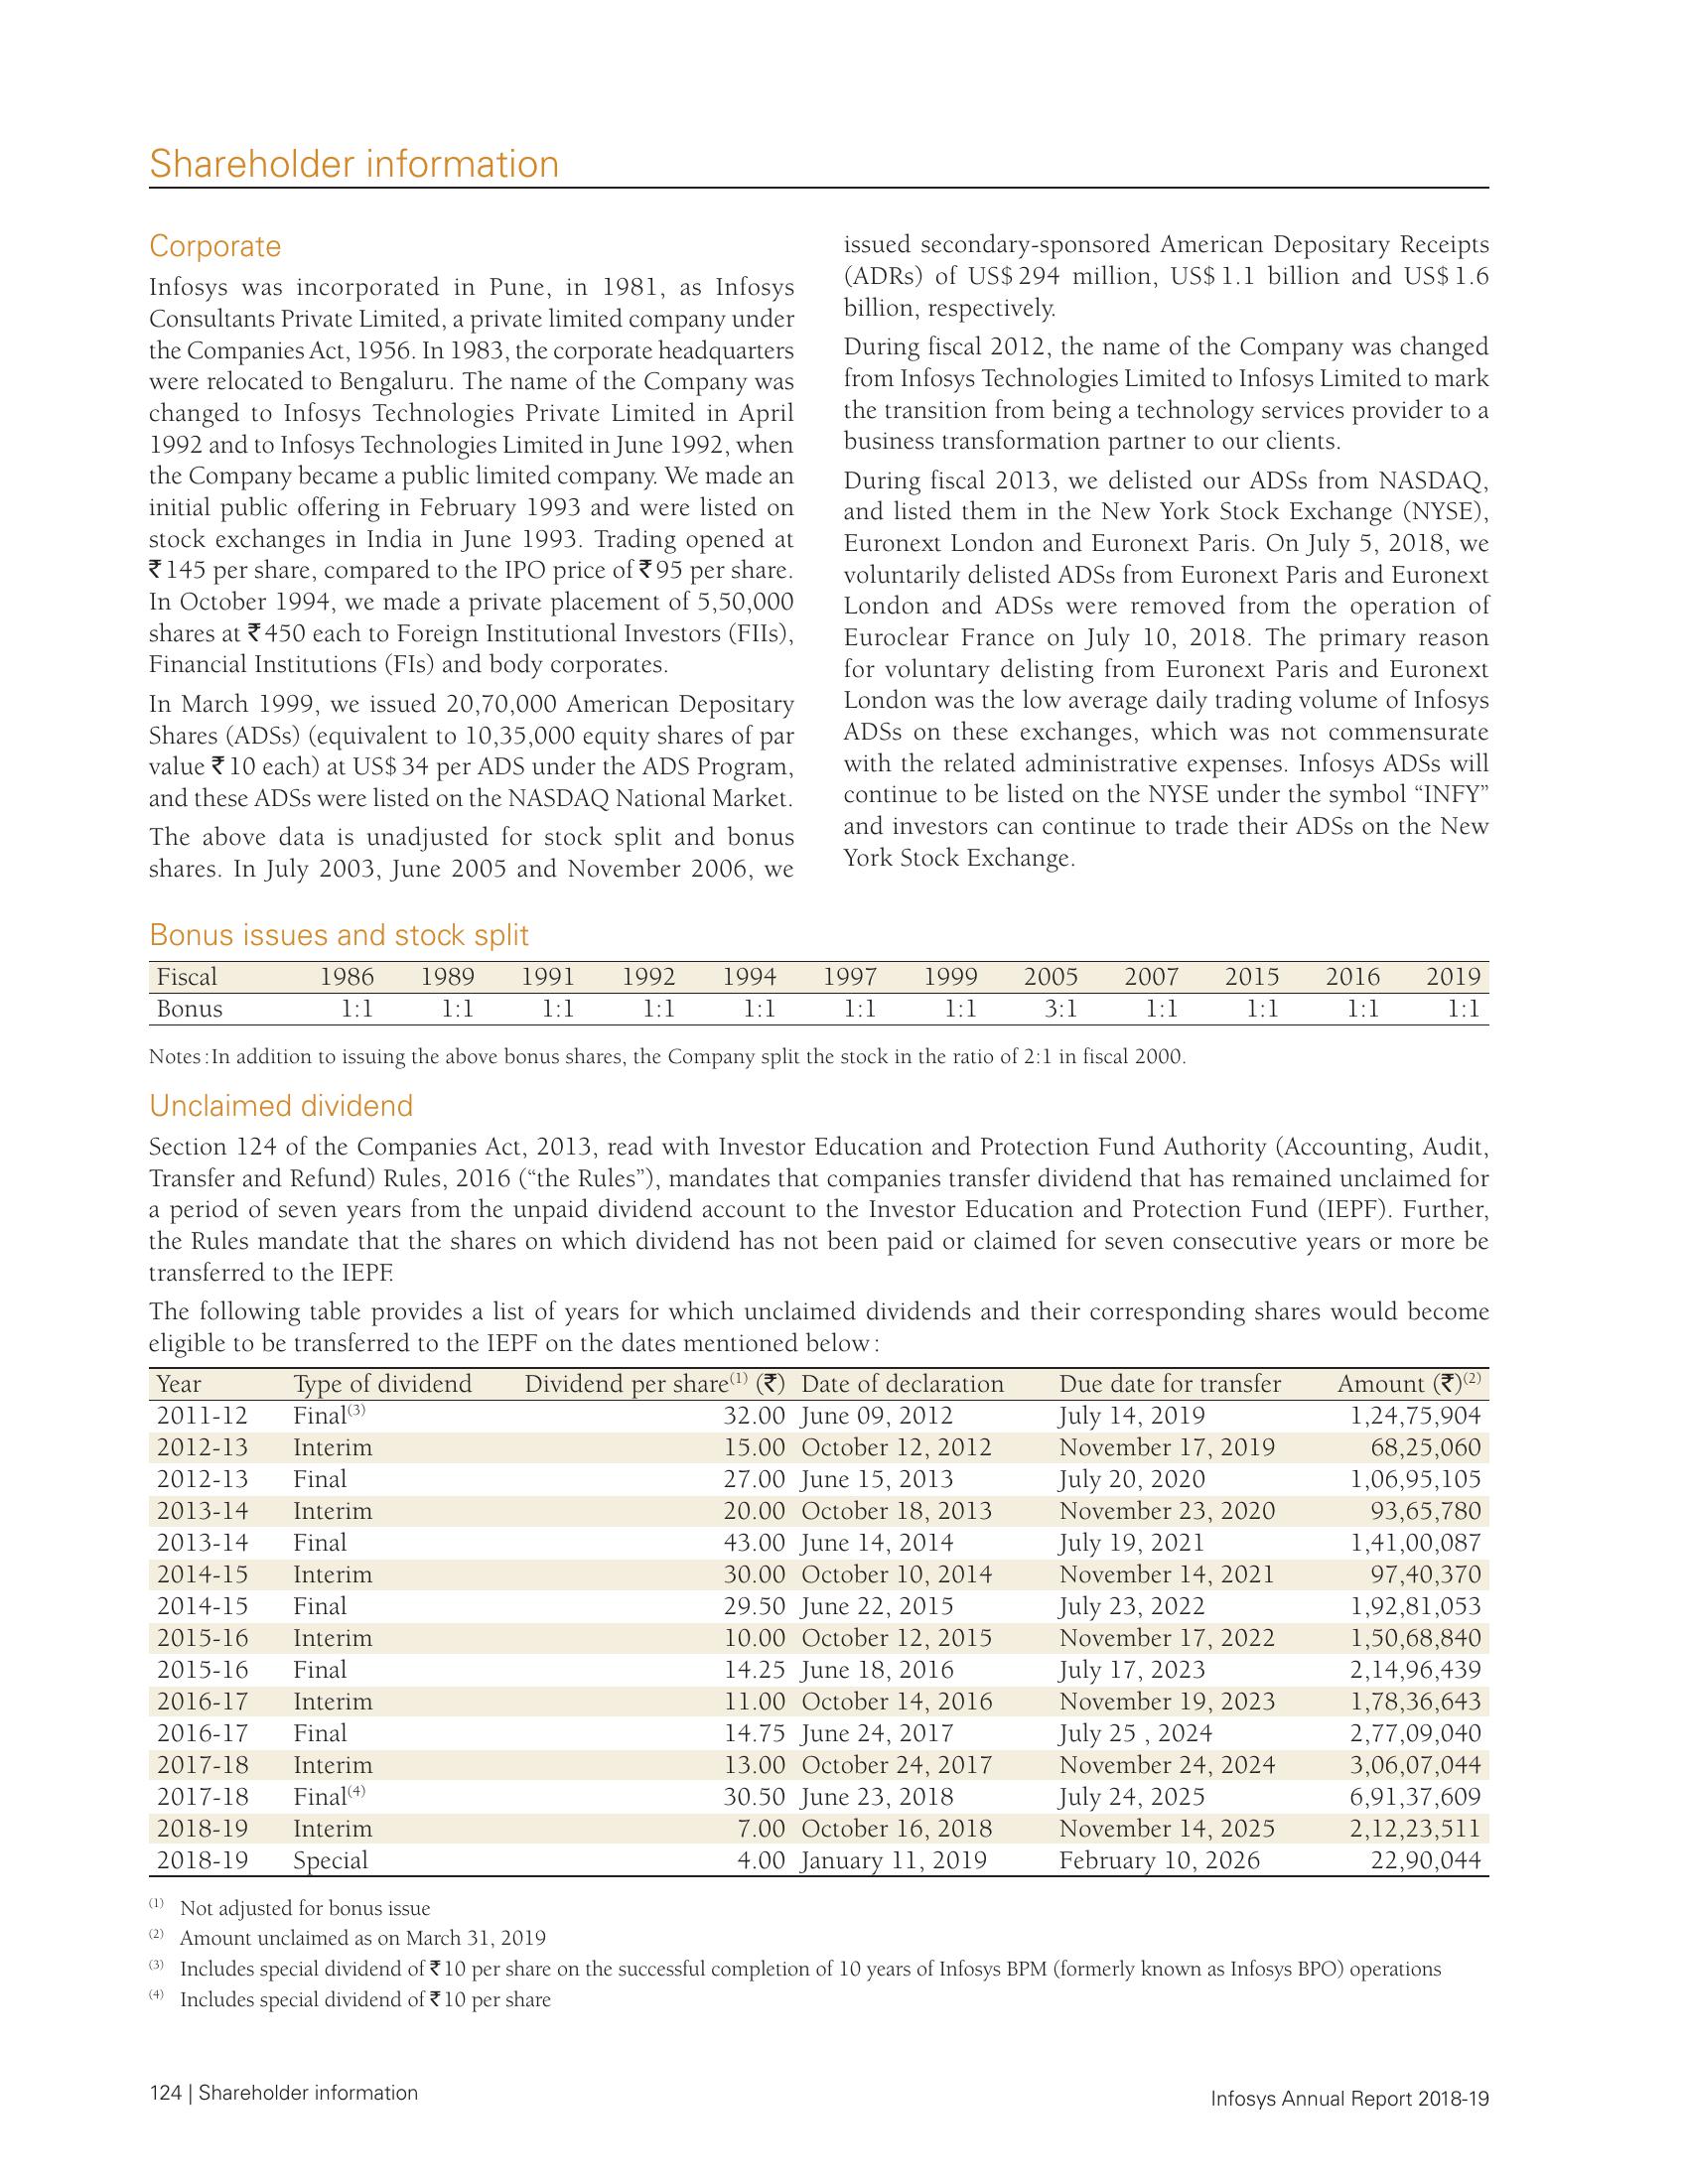 Shareholder information
Corporate
Infosys was incorporated in Pune, in 1981, as Infosys
Consultants Private Limited, a private limited company under
the Companies Act, 1956. In 1983, the corporate headquarters
were relocated to Bengaluru. The name of the Company was
changed to Infosys Technologies Private Limited in April
1992 and to Infosys Technologies Limited in June 1992, when
the Company became a public limited company. We made an
initial public offering in February 1993 and were listed on
stock exchanges in India in June 1993. Trading opened at
₹145 per share, compared to the IPO price of ₹95 per share.
In October 1994, we made a private placement of 5,50,000
shares at ₹450 each to Foreign Institutional Investors (FIIs),
Financial Institutions (FIs) and body corporates.
In March 1999, we issued 20,70,000 American Depositary
Shares (ADSs) (equivalent to 10,35,000 equity shares of par
value ₹10 each) at US$ 34 per ADS under the ADS Program,
and these ADSs were listed on the NASDAQ National Market.
The above data is unadjusted for stock split and bonus
shares. In July 2003, June 2005 and November 2006, we
issued secondary-sponsored American Depositary Receipts
(ADRs) of US$ 294 million, US$ 1.1 billion and US$ 1.6
billion, respectively.
During fiscal 2012, the name of the Company was changed
from Infosys Technologies Limited to Infosys Limited to mark
the transition from being a technology services provider to a
business transformation partner to our clients.
During fiscal 2013, we delisted our ADSs from NASDAQ,
and listed them in the New York Stock Exchange (NYSE),
Euronext London and Euronext Paris. On July 5, 2018, we
voluntarily delisted ADSs from Euronext Paris and Euronext
London and ADSs were removed from the operation of
Euroclear France on July 10, 2018. The primary reason
for voluntary delisting from Euronext Paris and Euronext
London was the low average daily trading volume of Infosys
ADSs on these exchanges, which was not commensurate
with the related administrative expenses. Infosys ADSs will
continue to be listed on the NYSE under the symbol “INFY”
and investors can continue to trade their ADSs on the New
York Stock Exchange.
Bonus issues and stock split
Fiscal 1986 1989 1991 1992 1994 1997 1999 2005 2007 2015 2016 2019
Bonus 1:1 1:1 1:1 1:1 1:1 1:1 1:1 3:1 1:1 1:1 1:1 1:1
Notes : In addition to issuing the above bonus shares, the Company split the stock in the ratio of 2:1 in fiscal 2000.
Unclaimed dividend
Section 124 of the Companies Act, 2013, read with Investor Education and Protection Fund Authority (Accounting, Audit,
Transfer and Refund) Rules, 2016 (“the Rules”), mandates that companies transfer dividend that has remained unclaimed for
a period of seven years from the unpaid dividend account to the Investor Education and Protection Fund (IEPF). Further,
the Rules mandate that the shares on which dividend has not been paid or claimed for seven consecutive years or more be
transferred to the IEPF.
The following table provides a list of years for which unclaimed dividends and their corresponding shares would become
eligible to be transferred to the IEPF on the dates mentioned below :
Year Type of dividend Dividend per share(1) (₹) Date of declaration Due date for transfer Amount (₹)(2)
2011-12 Final(3) 32.00 June 09, 2012 July 14, 2019 1,24,75,904
2012-13 Interim 15.00 October 12, 2012 November 17, 2019 68,25,060
2012-13 Final 27.00 June 15, 2013 July 20, 2020 1,06,95,105
2013-14 Interim 20.00 October 18, 2013 November 23, 2020 93,65,780
2013-14 Final 43.00 June 14, 2014 July 19, 2021 1,41,00,087
2014-15 Interim 30.00 October 10, 2014 November 14, 2021 97,40,370
2014-15 Final 29.50 June 22, 2015 July 23, 2022 1,92,81,053
2015-16 Interim 10.00 October 12, 2015 November 17, 2022 1,50,68,840
2015-16 Final 14.25 June 18, 2016 July 17, 2023 2,14,96,439
2016-17 Interim 11.00 October 14, 2016 November 19, 2023 1,78,36,643
2016-17 Final 14.75 June 24, 2017 July 25 , 2024 2,77,09,040
2017-18 Interim 13.00 October 24, 2017 November 24, 2024 3,06,07,044
2017-18 Final(4) 30.50 June 23, 2018 July 24, 2025 6,91,37,609
2018-19 Interim 7.00 October 16, 2018 November 14, 2025 2,12,23,511
2018-19 Special 4.00 January 11, 2019 February 10, 2026 22,90,044
(1) Not adjusted for bonus issue
(2) Amount unclaimed as on March 31, 2019
(3) Includes special dividend of ₹10 per share on the successful completion of 10 years of Infosys BPM (formerly known as Infosys BPO) operations
(4) Includes special dividend of ₹10 per share
124 | Shareholder information
Infosys Annual Report 2018-19